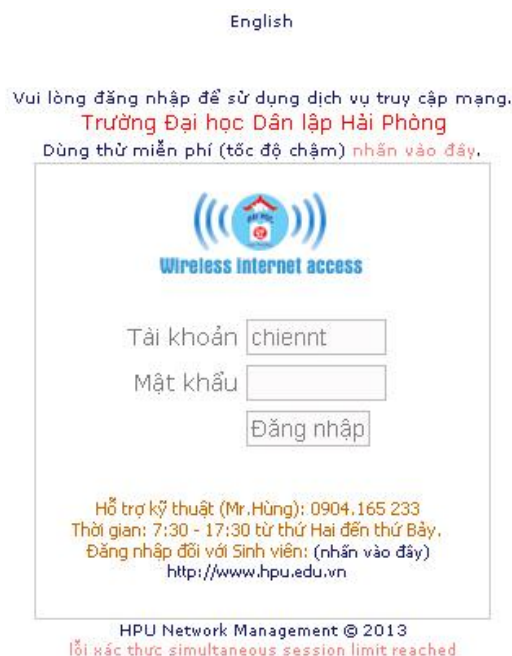 English
Vui lòng đăng nhập để sử dụng dịch vụ truy cập mạng.
Trường Đại học Dân lập Hải Phòng
Dùng thử miễn phí (tốc độ chậm) nhấn vào đây.
Wireless internet access
Tài khoản chiennt
Mật khẩu
Đăng nhập
Hỗ trợ kỹ thuật (Mr.Hùng): 0904.165 233
Thời gian: 7:30 - 17:30 từ thứ Hai đến thứ Bảy.
Đăng nhập đối với Sinh viên: (nhấn vào đây)
http://www.hpu.edu.vn
HPU Network Management @ 2013
lỗi xác thực simultaneous session limit reached